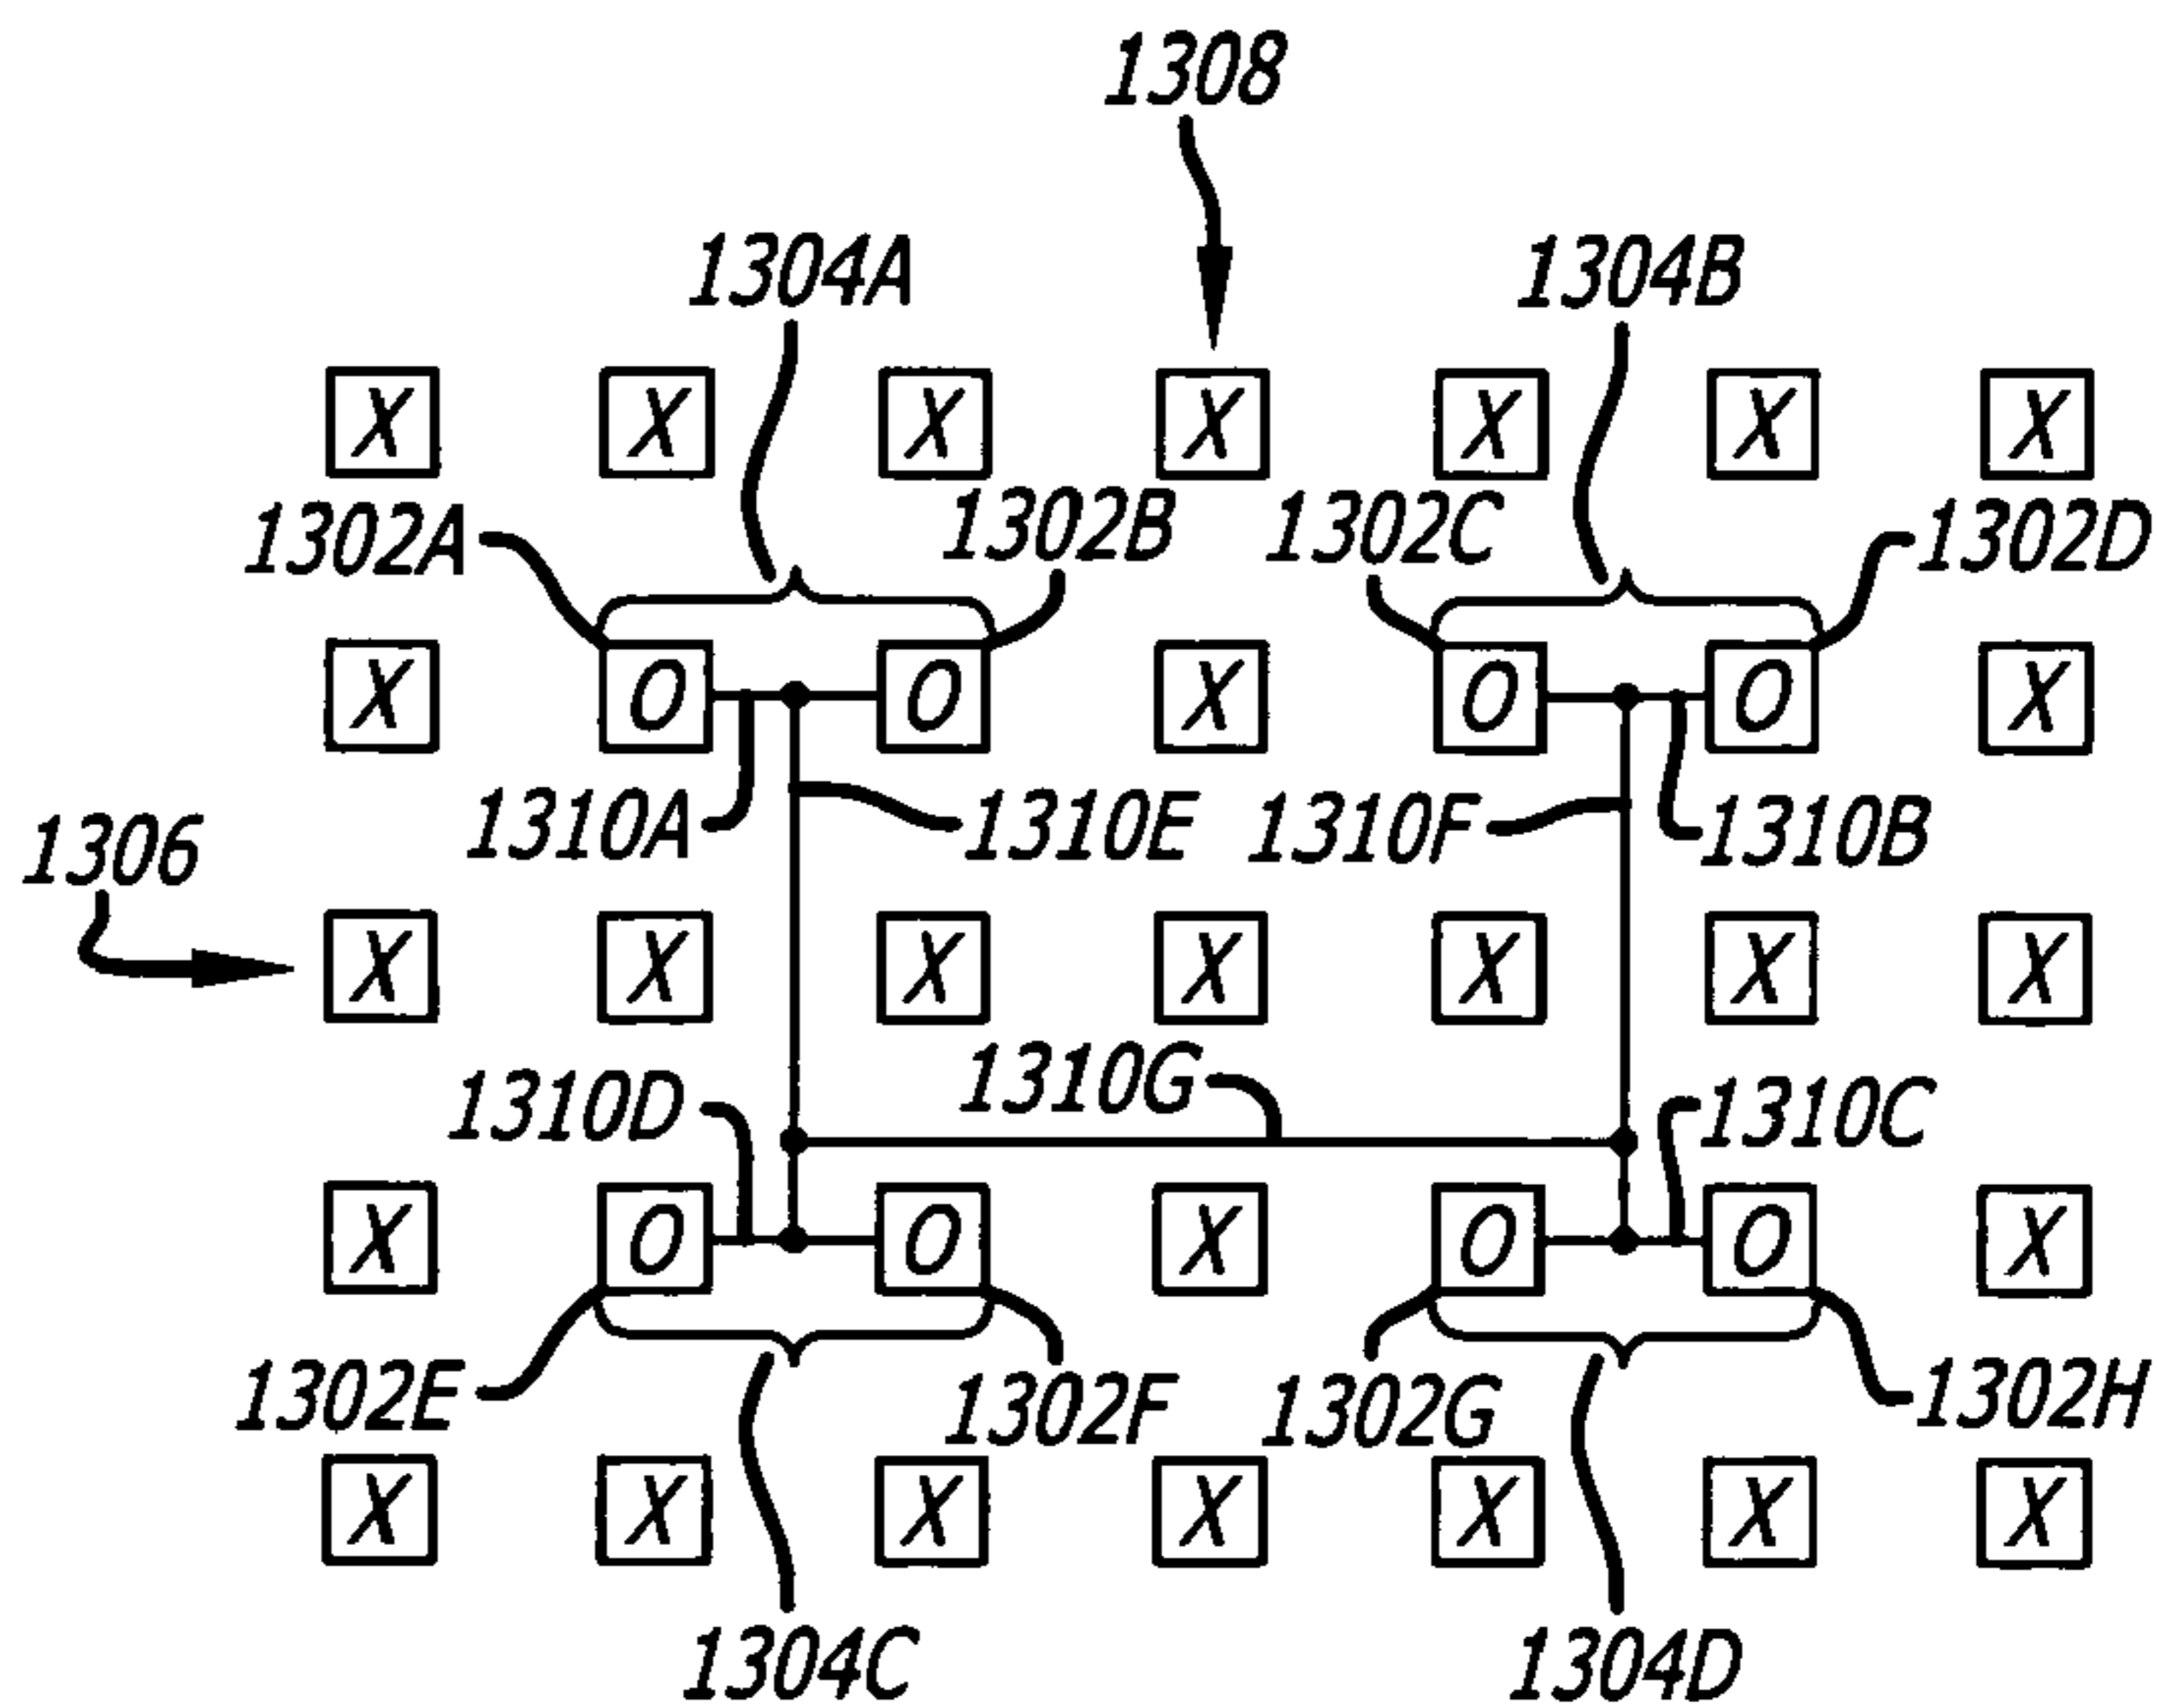 1308
1304A 1304B
X X X X X X X
1302A 1302B 1302C 1302D
X O O X O O X
1310A 1310E 1310F 1310B
1306
X X X X X X X
1310D 1310G 1310C
X O O X O O X
1302E 1302F 1302G 1302H
X X X X X X X
1304C 1304D